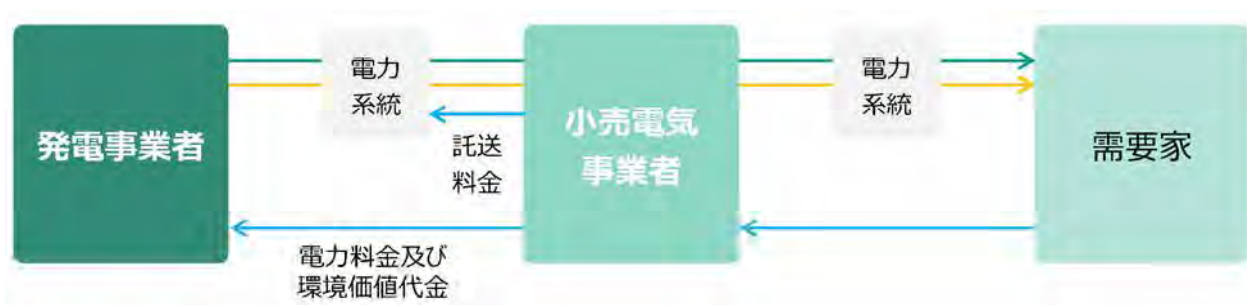 発電事業者
電力
系統
託送
料金
電力料金及び
環境価値代金
小売電気
事業者
電力
系統
需要家